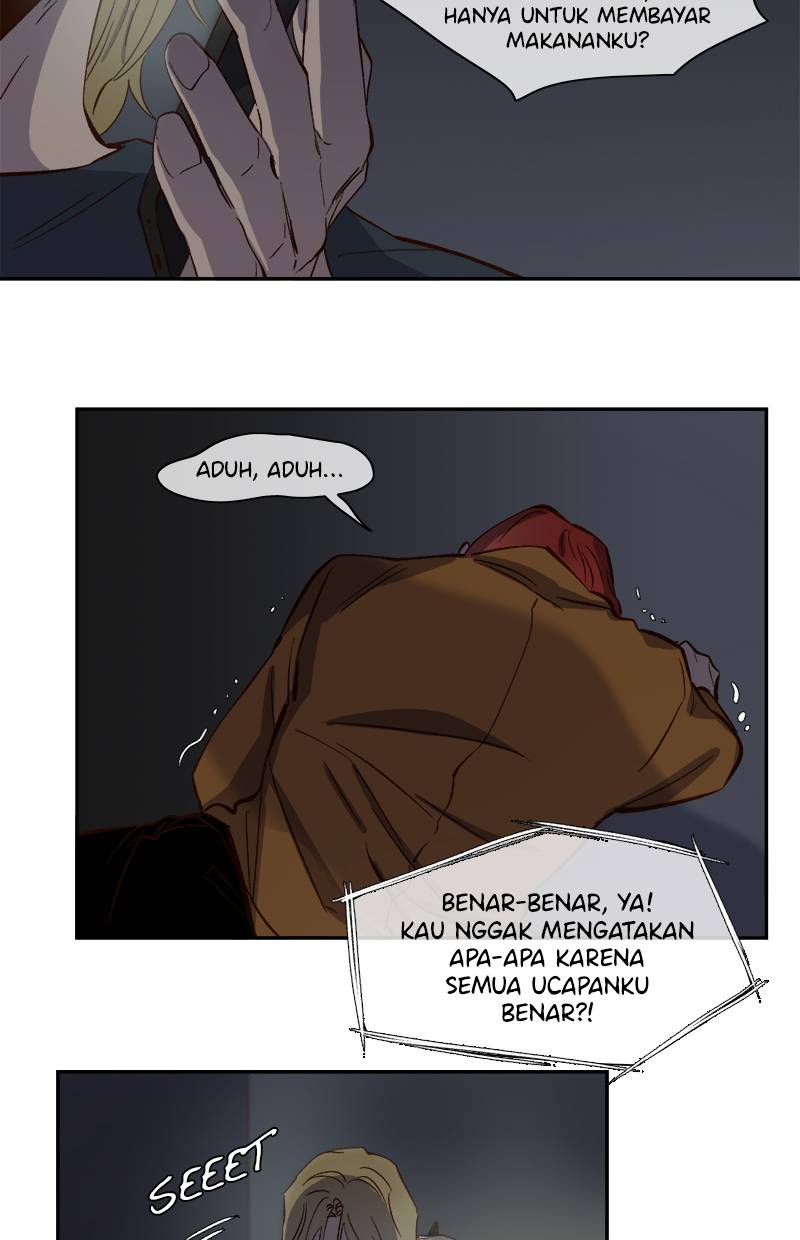 HANYA UNTUK MEMBAYAR
MAKANANKU?
ADUH, ADUH...
BENAR-BENAR, YA!
KAU NGGAK MENGATAKAN
APA-APA KARENA
SEMUA UCAPANKU
BENAR?!
SEEET